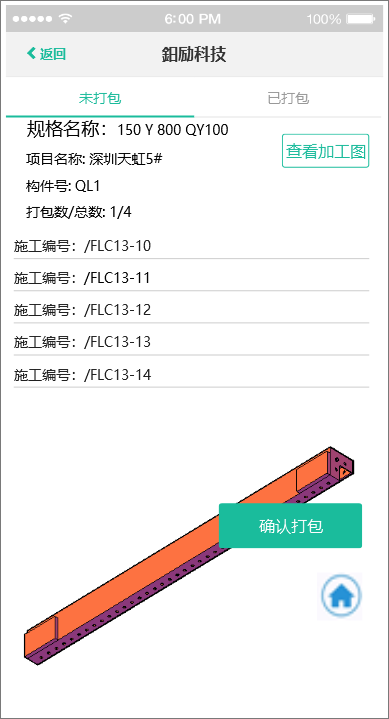 6:00 PM 100%
返回 鉬励科技
未打包 已打包
规格名称：150 Y 800 QY100
查看加工图
项目名称: 深圳天虹5#
构件号: QL1
打包数/总数: 1/4
施工编号：/FLC13-10
施工编号：/FLC13-11
施工编号：/FLC13-12
施工编号：/FLC13-13
施工编号：/FLC13-14
确认打包